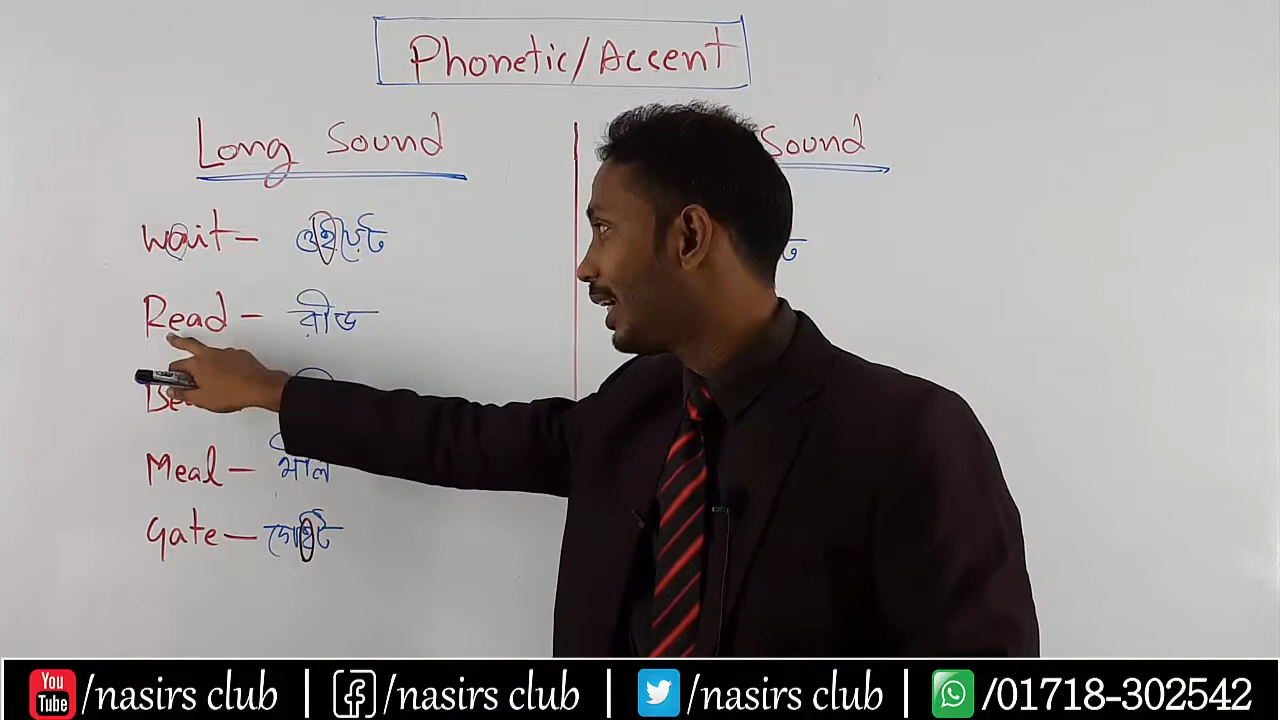 Phonetic/Accent
Long Sound
Sound
Wait –
Read – রীড
Meal – মীল
Gate – গেইট
You Tube /nasirs club f /nasirs club /nasirs club /01718-302542